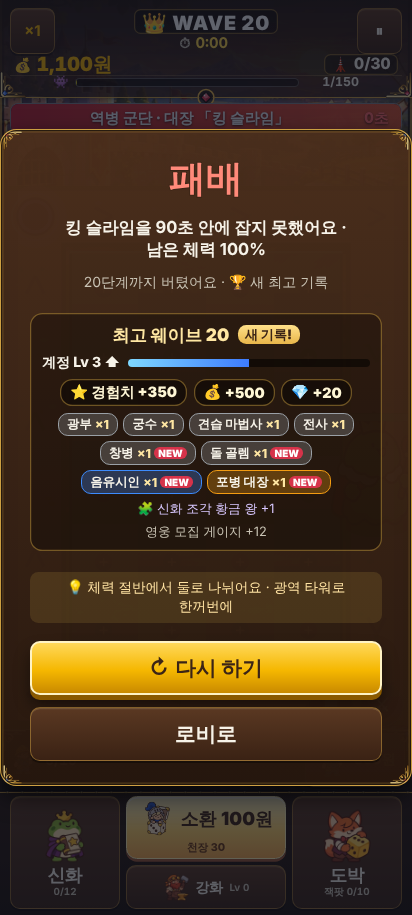 ×1
👑 WAVE 20
⏱ 0:00
⏸
💰 1,100원
0/30
1/150
역병 군단 · 대장 「킹 슬라임」
0초
패배
킹 슬라임을 90초 안에 잡지 못했어요 ·
남은 체력 100%
20단계까지 버텼어요 · 🏆 새 최고 기록
최고 웨이브 20 새 기록!
계정 Lv 3 ⬆
⭐ 경험치 +350 💰 +500 💎 +20
광부 ×1 궁수 ×1 견습 마법사 ×1 전사 ×1
창병 ×1 NEW 돌 골렘 ×1 NEW
음유시인 ×1 NEW 포병 대장 ×1 NEW
🧩 신화 조각 황금 왕 +1
영웅 모집 게이지 +12
💡 체력 절반에서 둘로 나뉘어요 · 광역 타워로
한꺼번에
↻ 다시 하기
로비로
신화
0/12
소환 100원
천장 30
강화 Lv 0
도박
잭팟 0/10